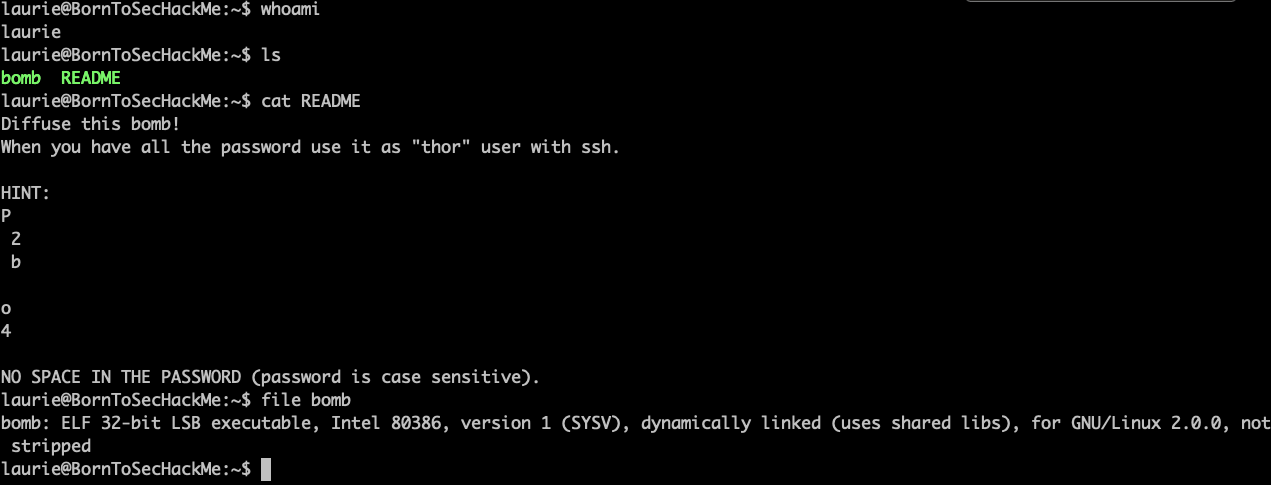 laurie@BornToSecHackMe:~$ whoami
laurie
laurie@BornToSecHackMe:~$ ls
bomb  README
laurie@BornToSecHackMe:~$ cat README
Diffuse this bomb!
When you have all the password use it as "thor" user with ssh.

HINT:
P
 2
 b

o
4

NO SPACE IN THE PASSWORD (password is case sensitive).
laurie@BornToSecHackMe:~$ file bomb
bomb: ELF 32-bit LSB executable, Intel 80386, version 1 (SYSV), dynamically linked (uses shared libs), for GNU/Linux 2.0.0, not
 stripped
laurie@BornToSecHackMe:~$